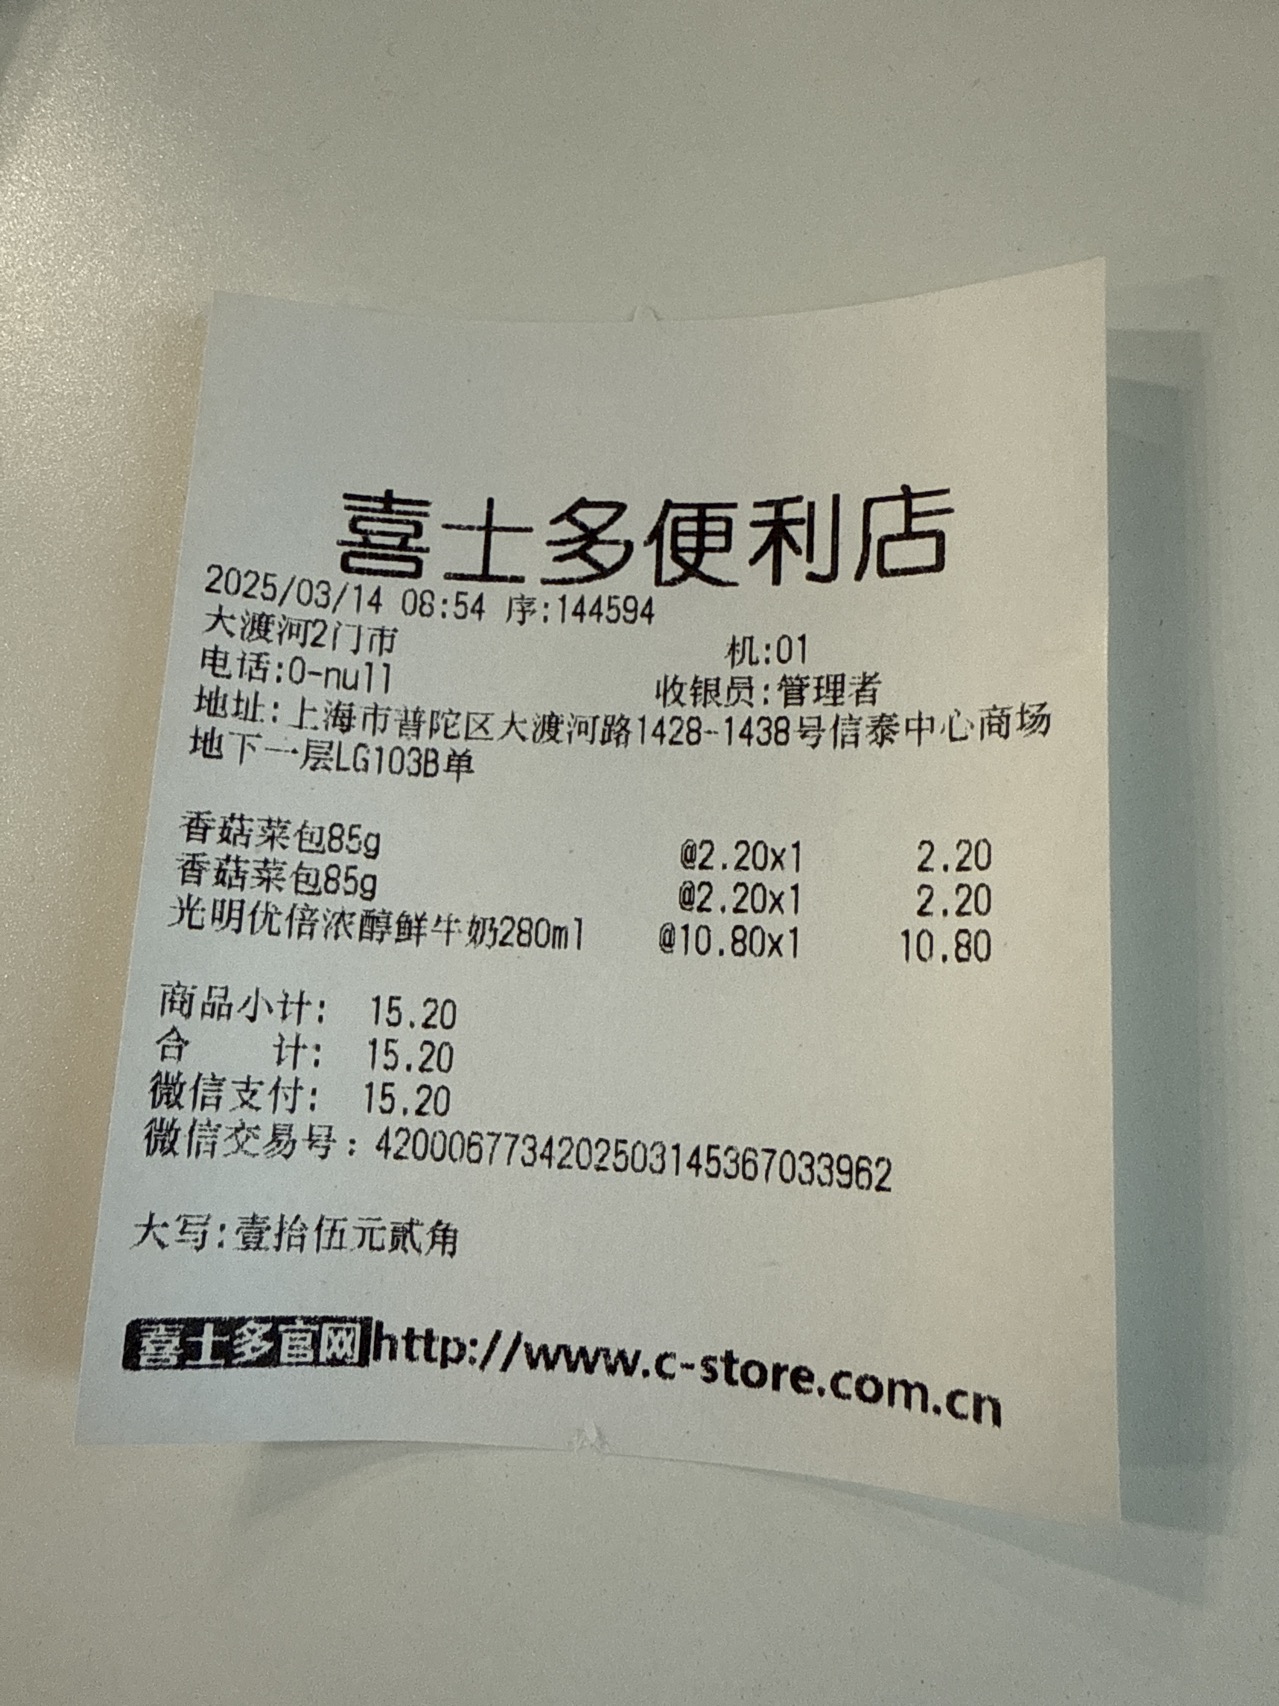 喜士多便利店
2025/03/14 08:54 序:144594
大渡河2门市 机:01
电话:0-null 收银员:管理者
地址:上海市普陀区大渡河路1428-1438号信泰中心商场
地下一层LG103B单
香菇菜包85g @2.20x1 2.20
香菇菜包85g @2.20x1 2.20
光明优倍浓醇鲜牛奶280ml @10.80x1 10.80
商品小计: 15.20
合 计: 15.20
微信支付: 15.20
微信交易号:4200067734202503145367033962
大写:壹拾伍元贰角
喜士多官网http://www.c-store.com.cn